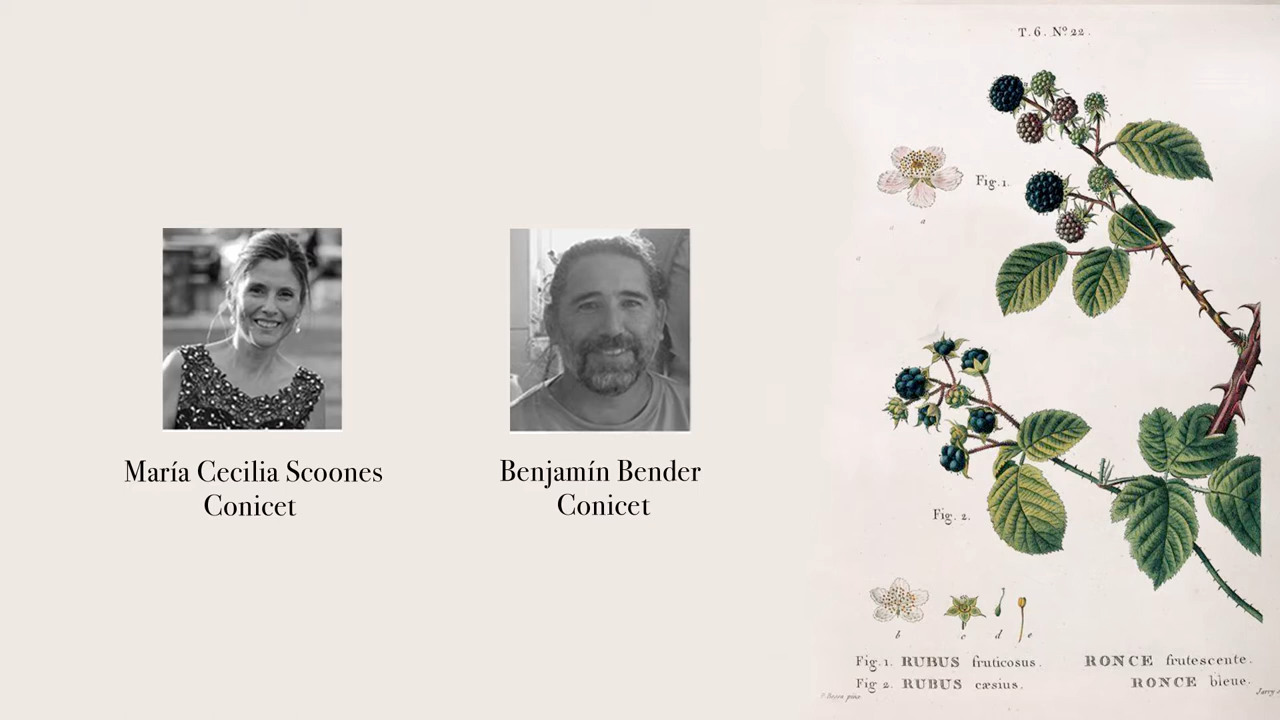 María Cecilia Scoones
Conicet
Benjamín Bender
Conicet
T. 6. Nº 22.
Fig. 1.
a
Fig. 2.
b c d e
Fig. 1. RUBUS fruticosus. RONCE frutescente.
Fig 2. RUBUS cæsius. RONCE bleue.